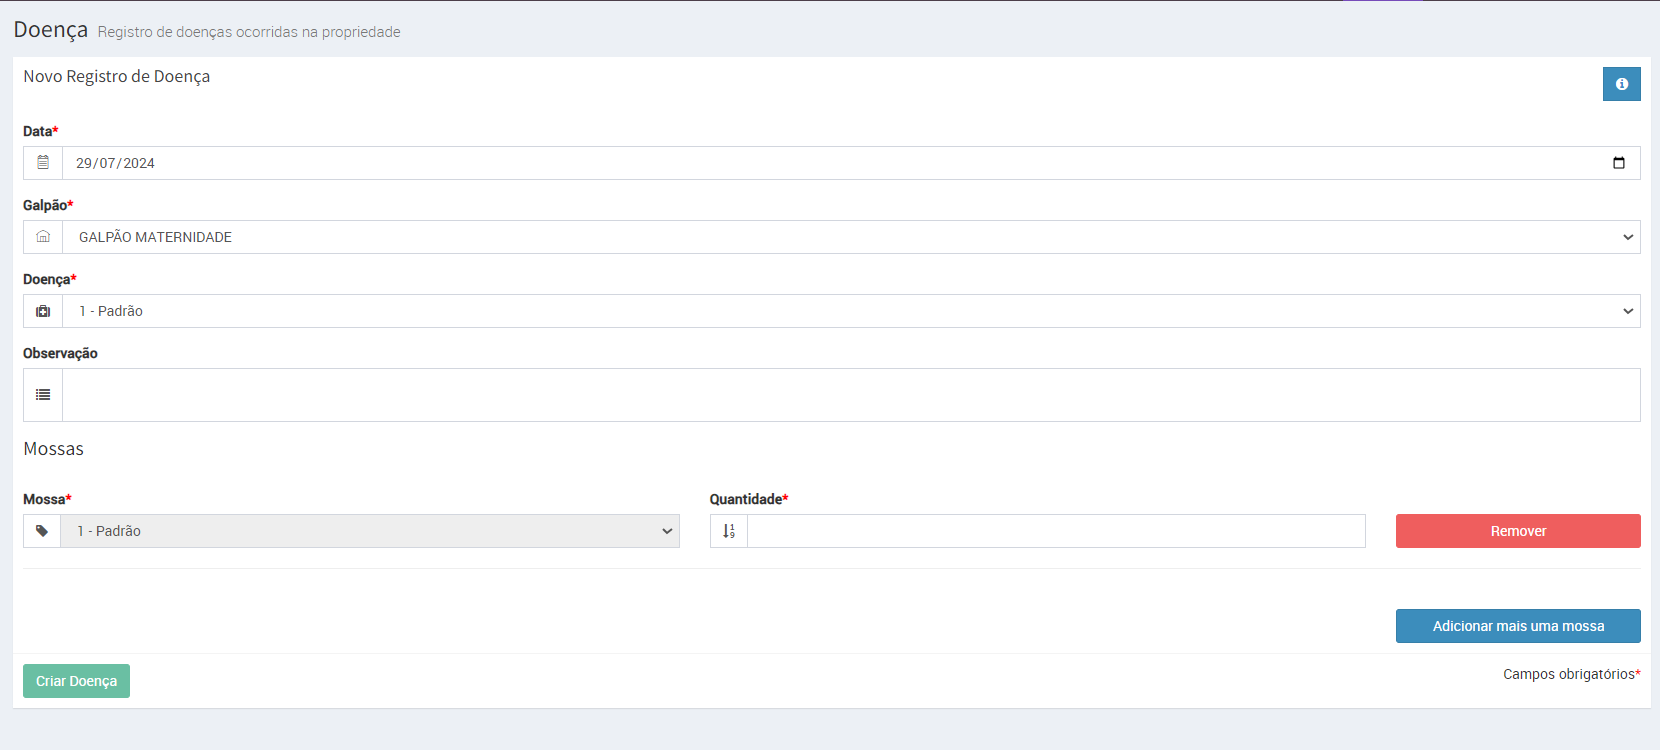 Doença Registro de doenças ocorridas na propriedade
Novo Registro de Doença
Data*
29/07/2024
Galpão*
GALPÃO MATERNIDADE
Doença*
1 - Padrão
Observação
Mossas
Mossa* Quantidade*
1 - Padrão Remover
Adicionar mais uma mossa
Criar Doença Campos obrigatórios*